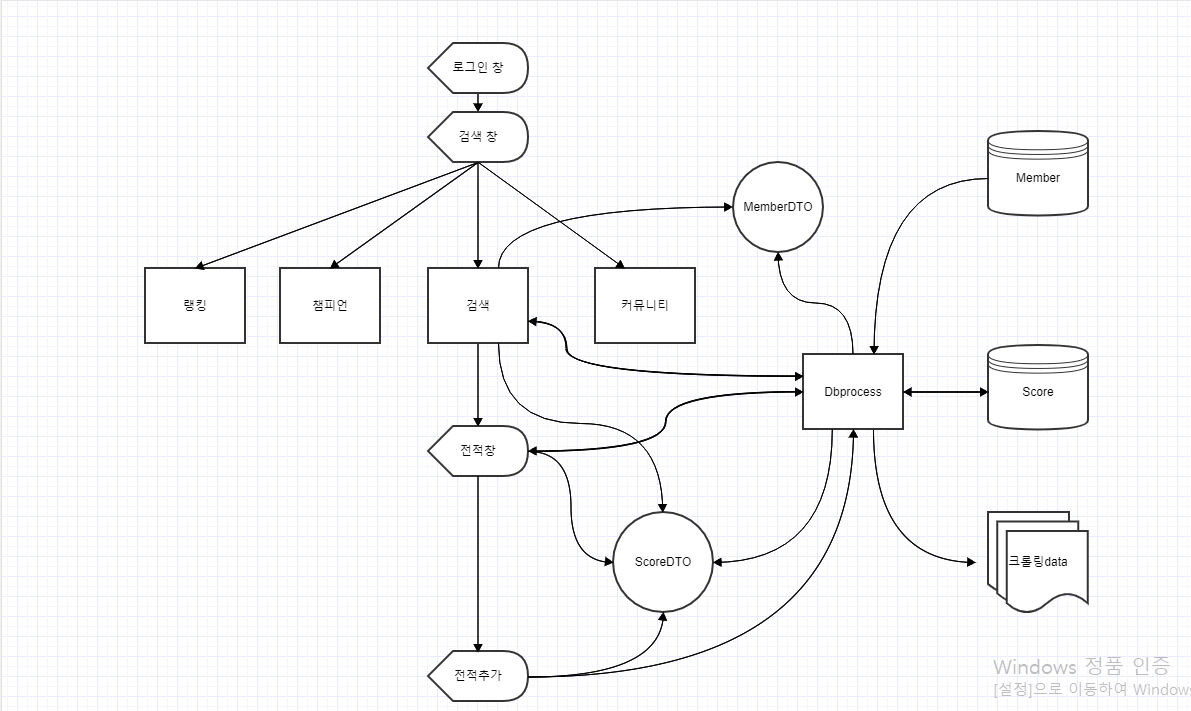 로그인 창
검색 창
Member
MemberDTO
랭킹
챔피언
검색
커뮤니티
Dbprocess
Score
전적창
ScoreDTO
크롤링data
전적추가
Windows 정품 인증
[설정]으로 이동하여 Windows